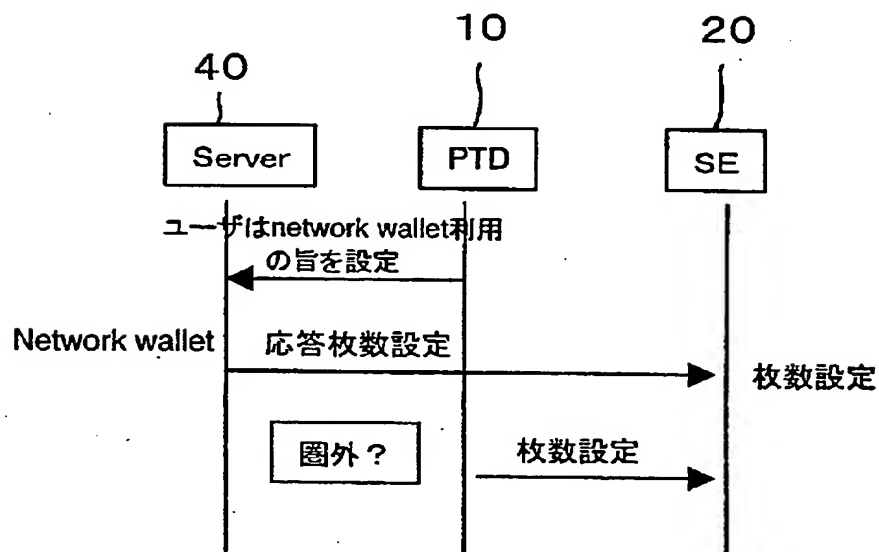 40
10
20
Server
PTD
SE
ユーザはnetwork wallet利用
の旨を設定
Network wallet
応答枚数設定
枚数設定
圏外？
枚数設定